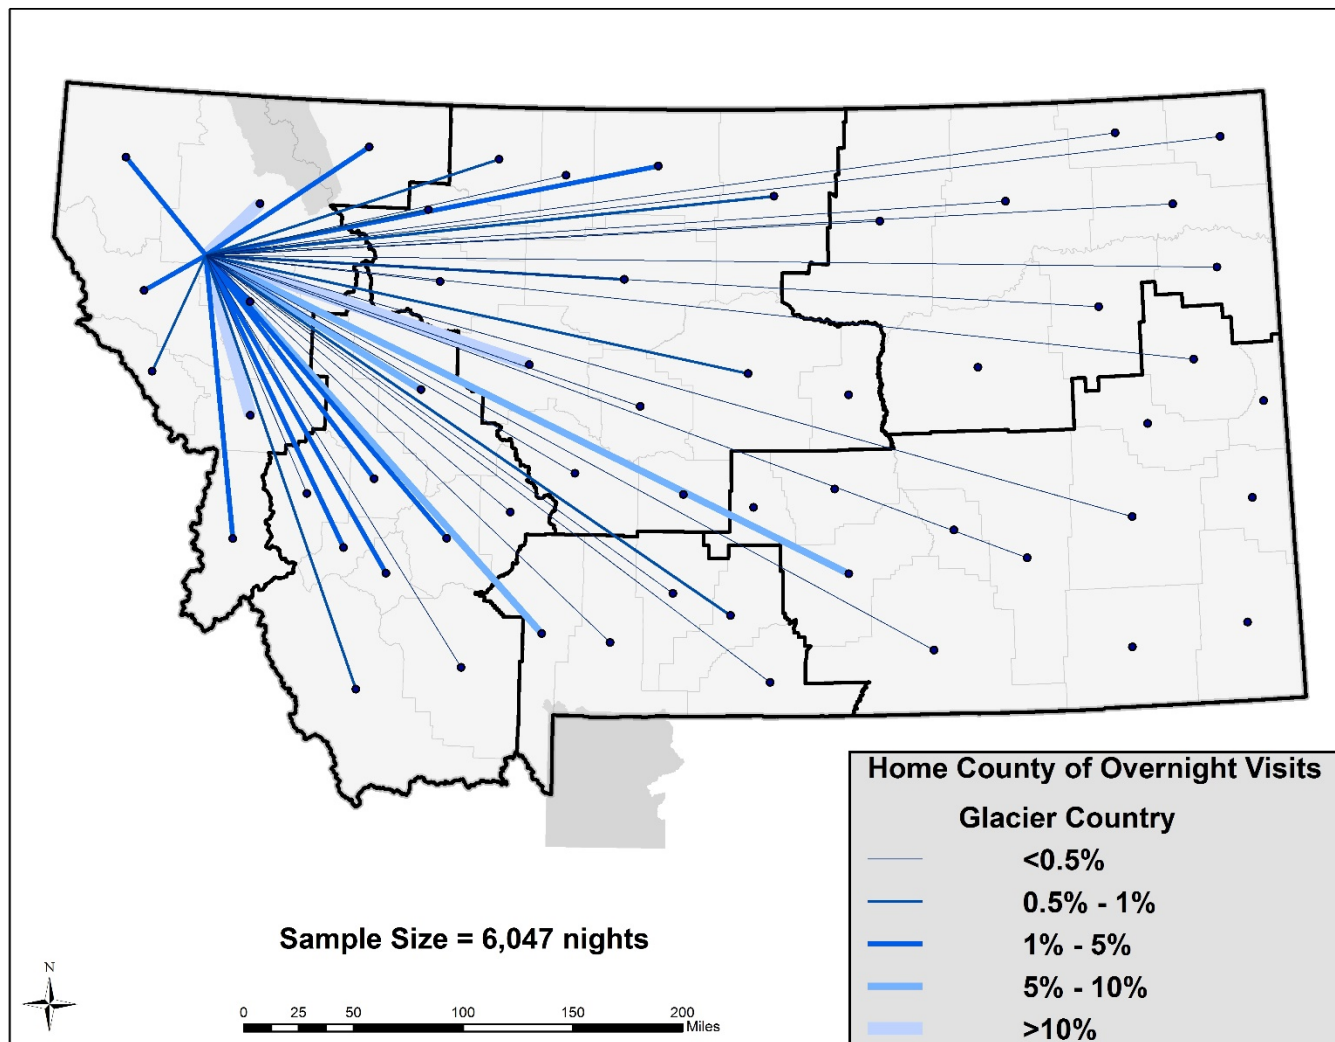 Home County of Overnight Visits
Glacier Country
<0.5%
0.5% - 1%
1% - 5%
5% - 10%
>10%
Sample Size = 6,047 nights
N
0 25 50 100 150 200
Miles